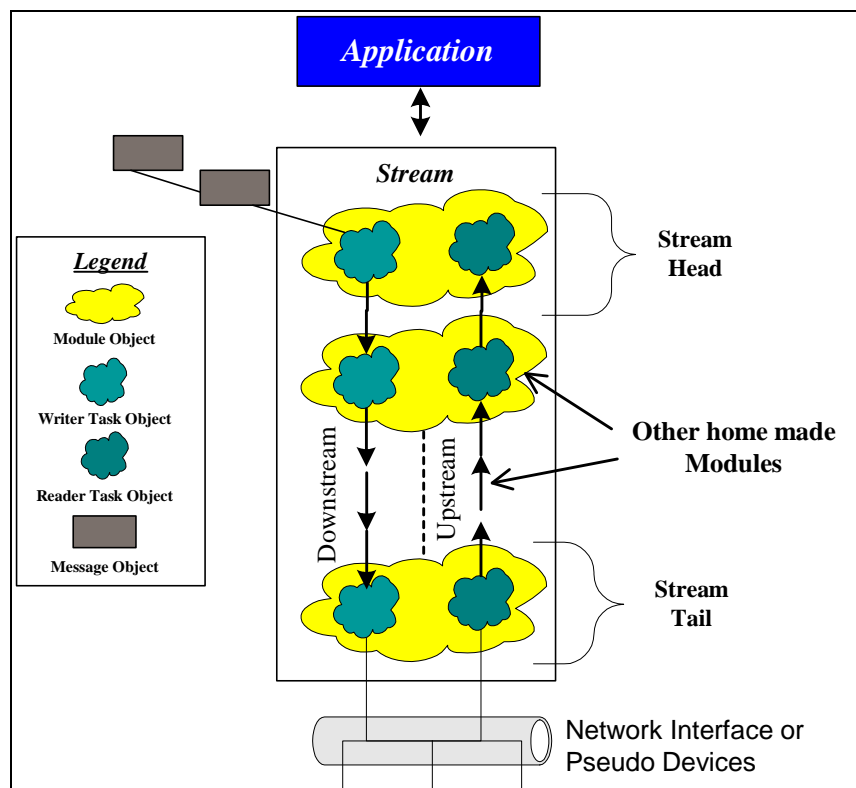 Application
Stream
Stream
Head
Legend
Module Object
Writer Task Object
Reader Task Object
Message Object
Downstream
Upstream
Other home made
Modules
Stream
Tail
Network Interface or
Pseudo Devices